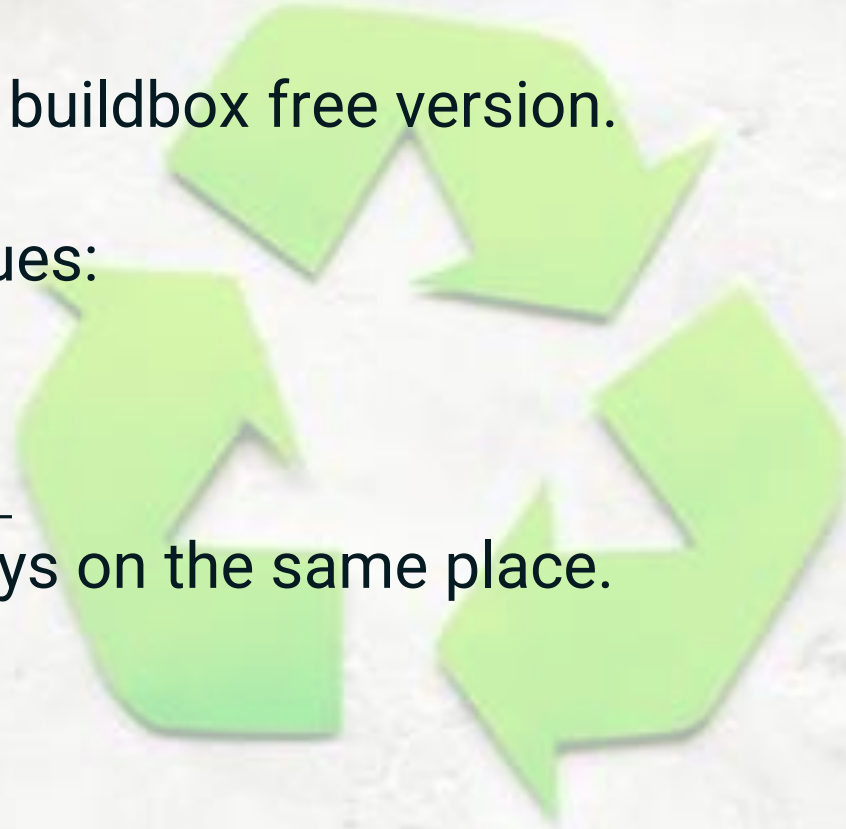 buildbox free version.
ues:
_
ys on the same place.